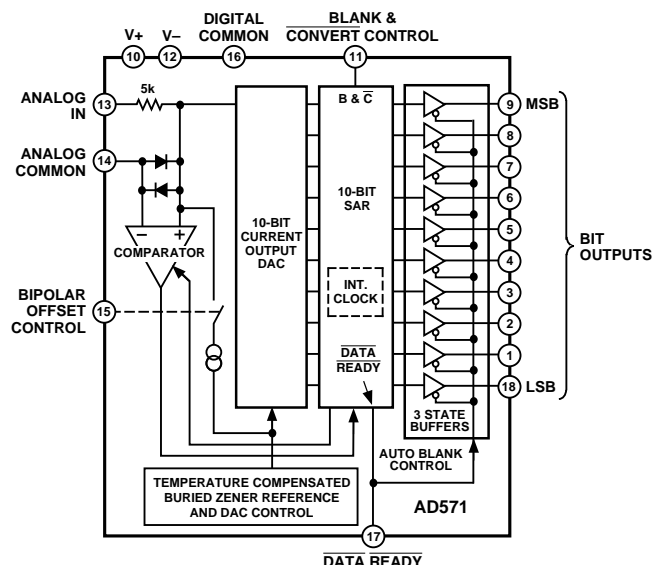 DIGITAL
COMMON
BLANK &
CONVERT CONTROL
V+
V–
10
12
16
11
ANALOG
IN
13
5k
B & C
9
MSB
8
ANALOG
COMMON
14
7
10-BIT
SAR
6
10-BIT
CURRENT
OUTPUT
DAC
–
+
COMPARATOR
5
BIT
OUTPUTS
4
INT.
CLOCK
3
BIPOLAR
OFFSET
CONTROL
15
2
DATA
READY
1
18
LSB
3 STATE
BUFFERS
AUTO BLANK
CONTROL
TEMPERATURE COMPENSATED
BURIED ZENER REFERENCE
AND DAC CONTROL
AD571
17
DATA READY